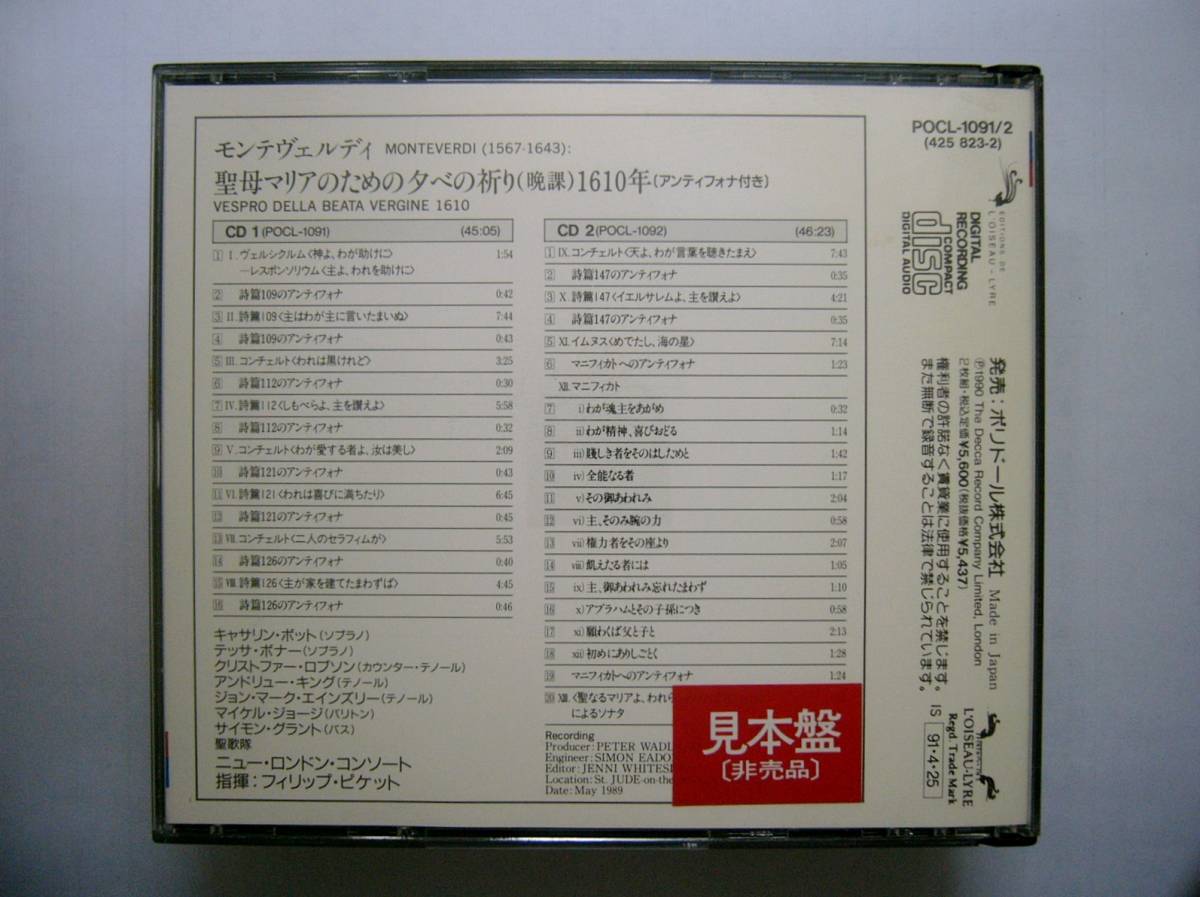 モンテヴェルディ MONTEVERDI (1567-1643):
聖母マリアのための夕べの祈り(晩課)1610年〔アンティフォナ付き〕
VESPRO DELLA BEATA VERGINE 1610
CD 1 (POCL-1091) (45:05)
1 I. ヴェルシクルム〈神よ、わが助けに〉 1:54
—レスポンソリウム〈主よ、われを助けに〉
2 詩篇109のアンティフォナ 0:42
3 II. 詩篇109〈主はわが主に言いたまいぬ〉 7:44
4 詩篇109のアンティフォナ 0:43
5 III. コンチェルト〈われは黒けれど〉 3:25
6 詩篇112のアンティフォナ 0:30
7 IV. 詩篇112〈しもべらよ、主を讃えよ〉 5:58
8 詩篇112のアンティフォナ 0:32
9 V. コンチェルト〈わが愛する者よ、汝は美し〉 2:09
10 詩篇121のアンティフォナ 0:43
11 VI. 詩篇121〈われは喜びに満ちたり〉 6:45
12 詩篇121のアンティフォナ 0:45
13 VII. コンチェルト〈二人のセラフィムが〉 5:53
14 詩篇126のアンティフォナ 0:40
15 VIII. 詩篇126〈主が家を建てたまわずば〉 4:45
16 詩篇126のアンティフォナ 0:46
キャサリン・ボット(ソプラノ)
テッサ・ボナー(ソプラノ)
クリストファー・ロブソン(カウンター・テノール)
アンドリュー・キング(テノール)
ジョン・マーク・エインズリー(テノール)
マイケル・ジョージ(バリトン)
サイモン・グラント(バス)
聖歌隊
ニュー・ロンドン・コンソート
指揮:フィリップ・ピケット
CD 2 (POCL-1092) (46:23)
1 IX. コンチェルト〈天よ、わが言葉を聴きたまえ〉 7:43
2 詩篇147のアンティフォナ 0:35
3 X. 詩篇147〈イエルサレムよ、主を讃えよ〉 4:21
4 詩篇147のアンティフォナ 0:35
5 XI. イムヌス〈めでたし、海の星〉 7:14
6 マニフィカトへのアンティフォナ 1:23
XII. マニフィカト
7 i) わが魂主をあがめ 0:32
8 ii) わが精神、喜びおどる 1:14
9 iii) 賤しき者をそのはしためと 1:42
10 iv) 全能なる者 1:17
11 v) その御あわれみ 2:04
12 vi) 主、そのみ腕の力 0:58
13 vii) 権力者をその座より 2:07
14 viii) 飢えたる者には 1:05
15 ix) 主、御あわれみ忘れたまわず 1:10
16 x) アブラハムとその子孫につき 0:58
17 xi) 願わくば父と子と 2:13
18 xii) 初めにありしごとく 1:28
19 マニフィカトへのアンティフォナ 1:24
20 XIII. 〈聖なるマリアよ、われら
によるソナタ
Recording
Producer: PETER WADL
Engineer: SIMON EADO
Editor: JENNI WHITESI
Location: St. JUDE-on-the-
Date: May 1989
見本盤
〔非売品〕
POCL-1091/2
(425 823-2)
EDITIONS DE
L'OISEAU-LYRE
DIGITAL
RECORDING
COMPACT
disc
DIGITAL AUDIO
発売:ポリドール株式会社 Made in Japan
℗1990 The Decca Record Company Limited, London
2枚組・税込定価¥5,600(税抜価格¥5,437)
権利者の許諾なく賃貸業に使用することを禁じます。
また無断で録音することは法律で禁じられています。
L'OISEAU-LYRE
Regd. Trade Mark
IS 91・4・25